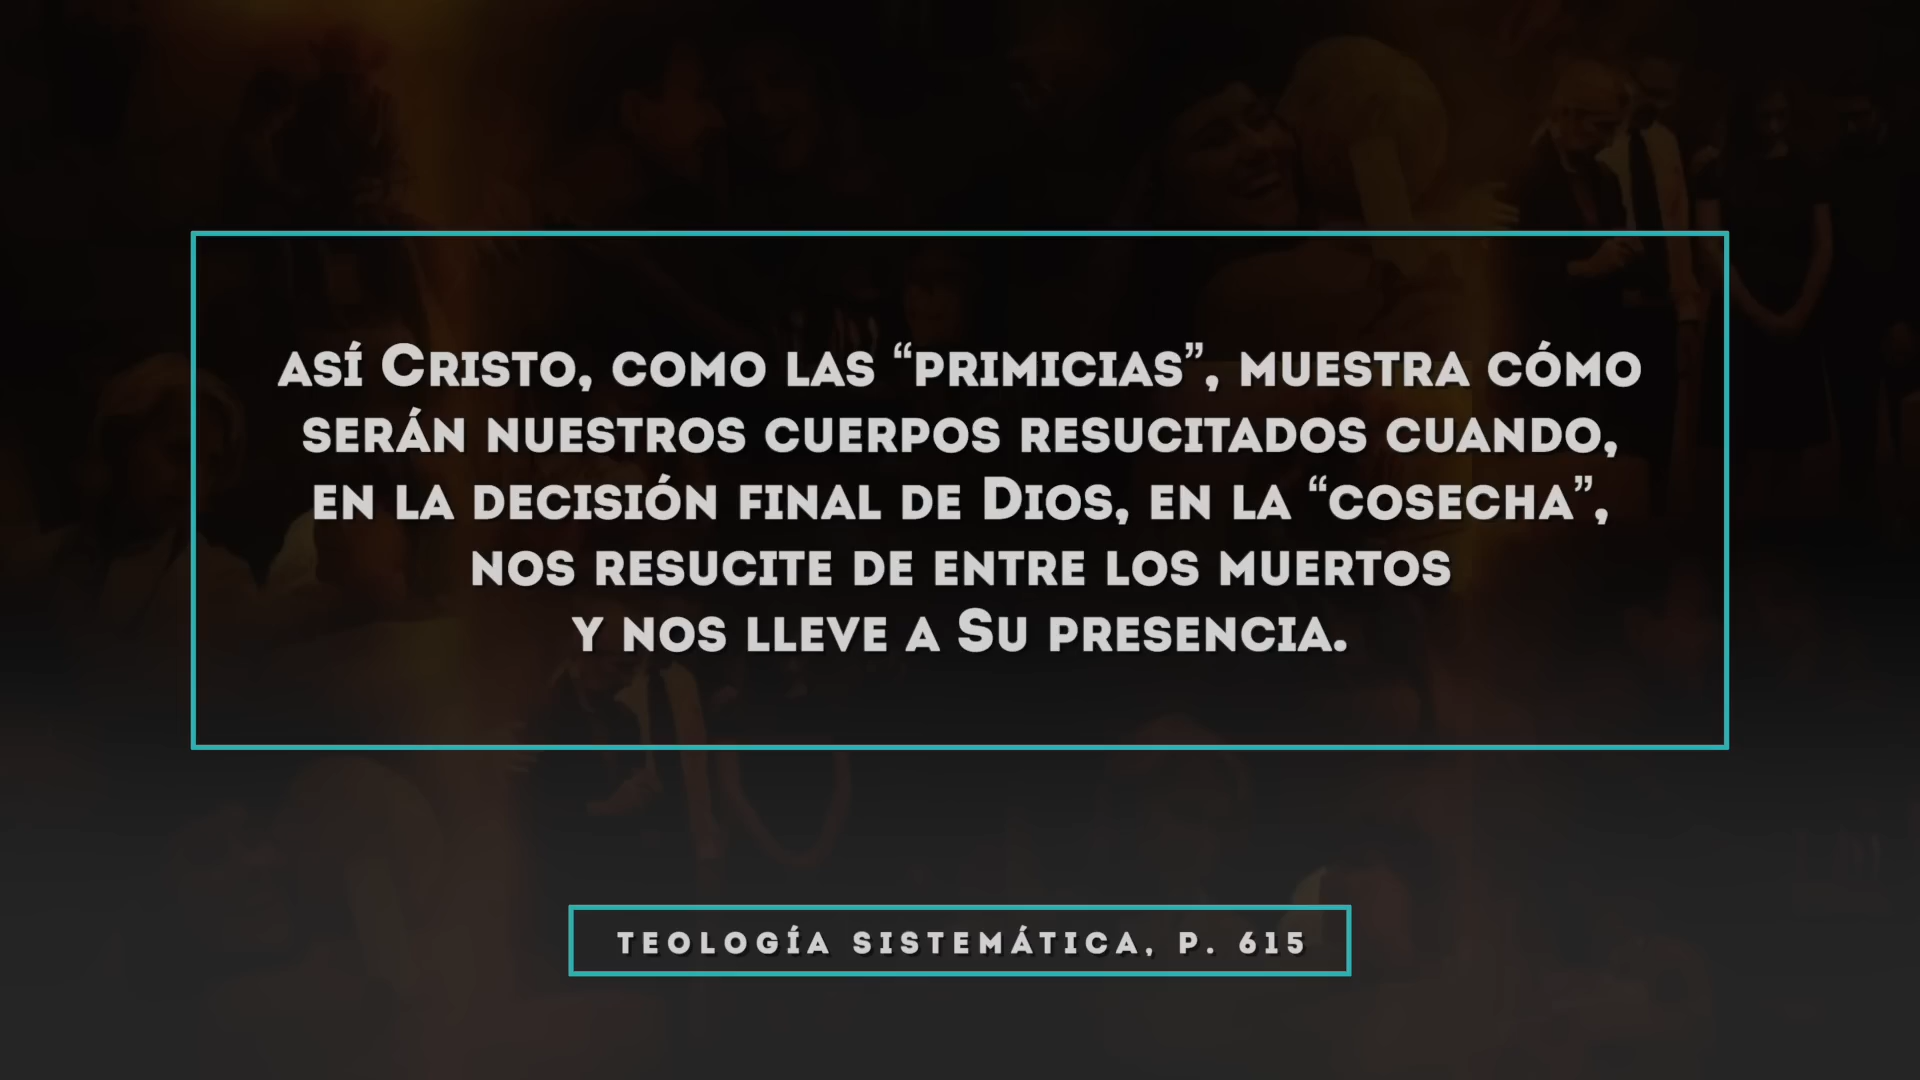 así Cristo, como las “primicias”, muestra cómo
serán nuestros cuerpos resucitados cuando,
en la decisión final de Dios, en la “cosecha”,
nos resucite de entre los muertos
y nos lleve a Su presencia.
TEOLOGÍA SISTEMÁTICA, P. 615